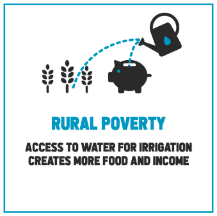 RURAL POVERTY
ACCESS TO WATER FOR IRRIGATION
CREATES MORE FOOD AND INCOME